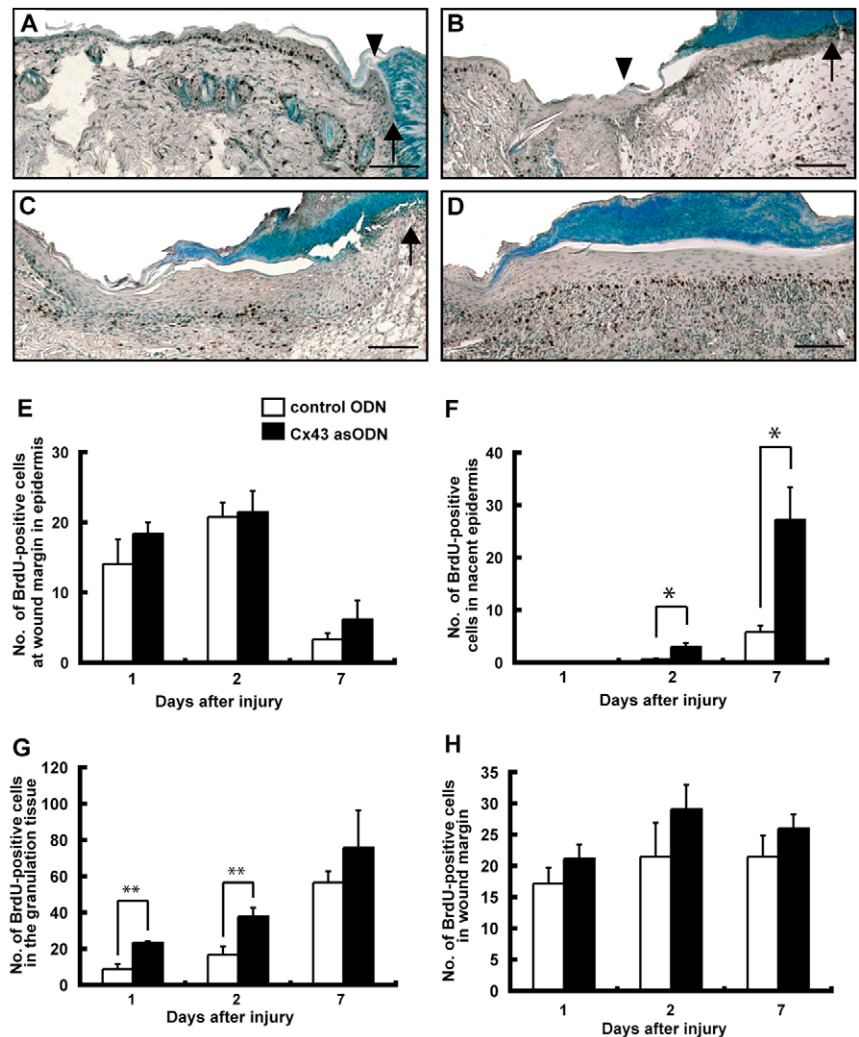 A
B
C
D
E
control ODN
Cx43 asODN
30
20
10
0
No. of BrdU-positive cells
at wound margin in epidermis
1 2 7
Days after injury
F
40
30
20
10
0
No. of BrdU-positive
cells in nacent epidermis
*
*
1 2 7
Days after injury
G
120
100
80
60
40
20
0
No. of BrdU-positive cells
in the granulation tissue
**
**
1 2 7
Days after injury
H
35
30
25
20
15
10
5
0
No. of BrdU-positive cells
in wound margin
1 2 7
Days after injury